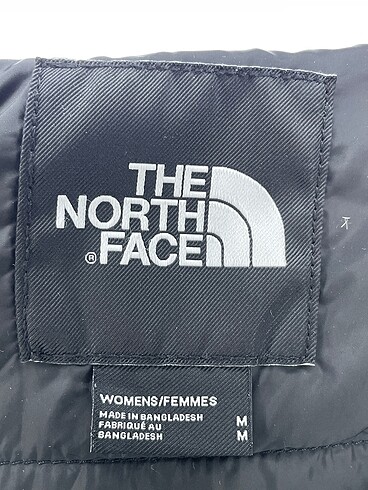 THE
NORTH
FACE
®
WOMENS/FEMMES
MADE IN BANGLADESH M
FABRIQUÉ AU
BANGLADESH M